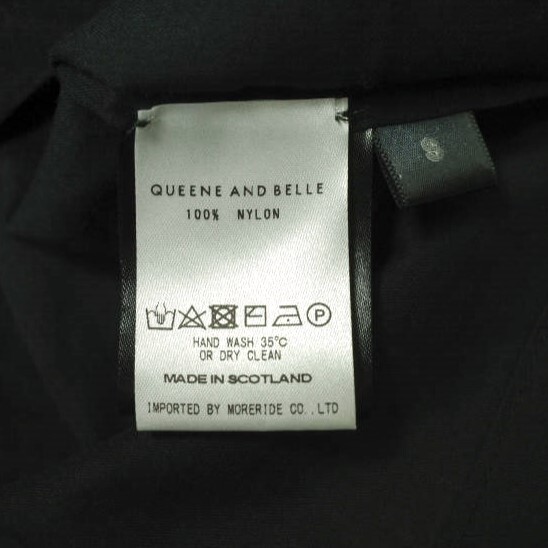 QUEENE AND BELLE
100% NYLON
P
HAND WASH 35°C
OR DRY CLEAN
MADE IN SCOTLAND
IMPORTED BY MORERIDE CO.,LTD
8